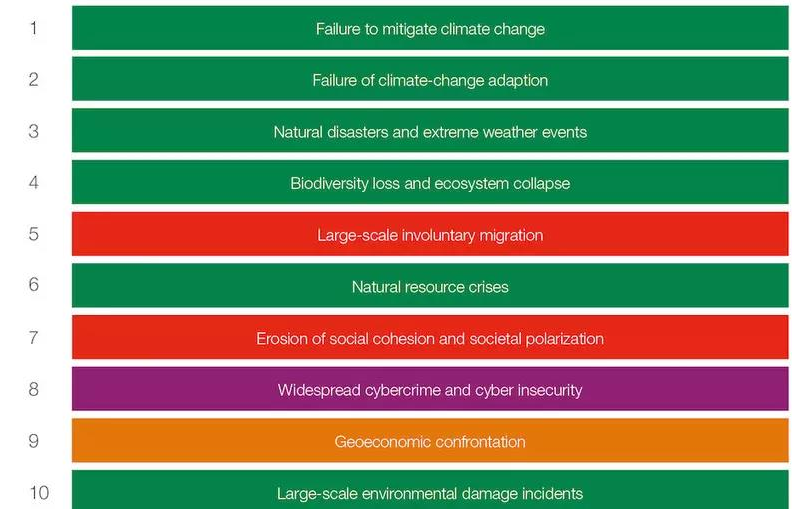 1 Failure to mitigate climate change
2 Failure of climate-change adaption
3 Natural disasters and extreme weather events
4 Biodiversity loss and ecosystem collapse
5 Large-scale involuntary migration
6 Natural resource crises
7 Erosion of social cohesion and societal polarization
8 Widespread cybercrime and cyber insecurity
9 Geoeconomic confrontation
10 Large-scale environmental damage incidents